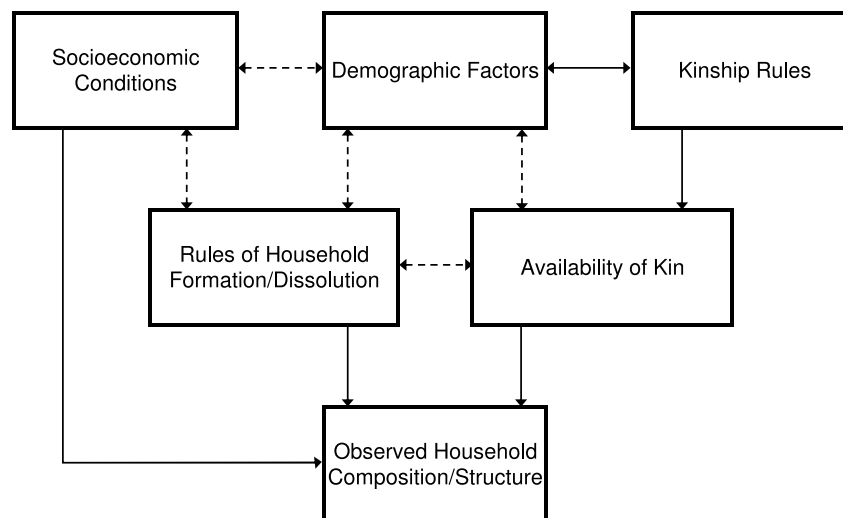 Socioeconomic
Conditions
Demographic Factors
Kinship Rules
Rules of Household
Formation/Dissolution
Availability of Kin
Observed Household
Composition/Structure